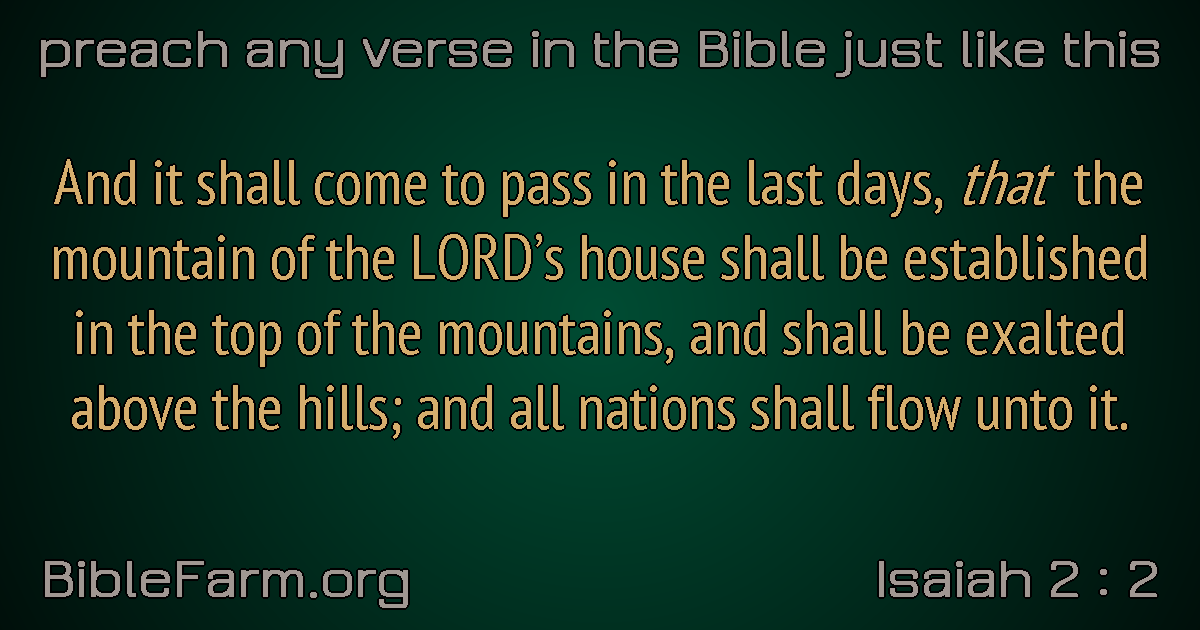 preach any verse in the Bible just like this
And it shall come to pass in the last days, that the
mountain of the LORD’s house shall be established
in the top of the mountains, and shall be exalted
above the hills; and all nations shall flow unto it.
BibleFarm.org
Isaiah 2 : 2